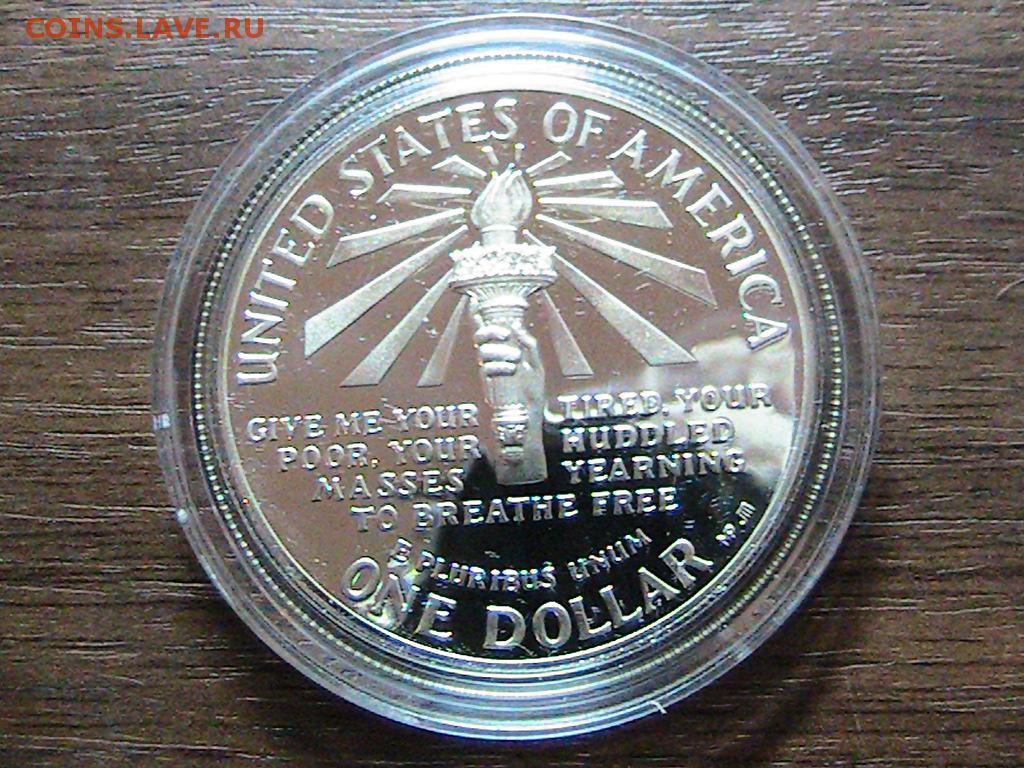 COINS.LAVE.RU
UNITED STATES OF AMERICA
GIVE ME YOUR TIRED, YOUR
POOR, YOUR HUDDLED
MASSES YEARNING
TO BREATHE FREE
E PLURIBUS UNUM
ONE DOLLAR